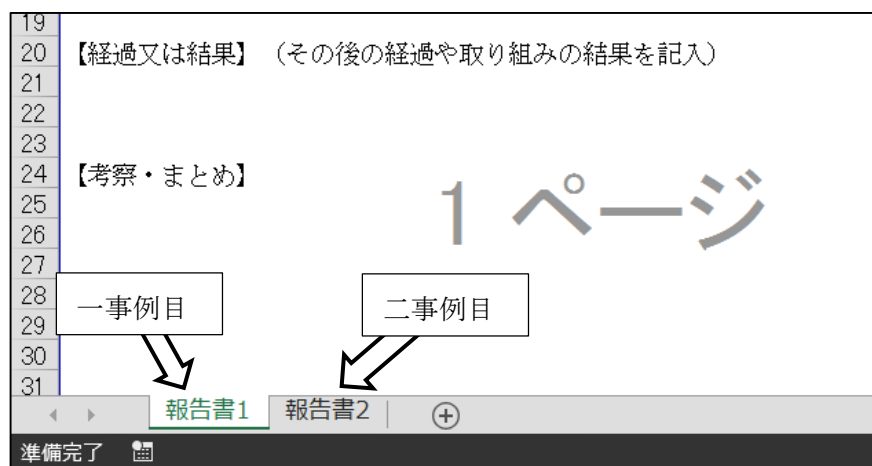 19
20 【経過又は結果】 （その後の経過や取り組みの結果を記入）
21
22
23
24 【考察・まとめ】
25
26
1 ページ
27
28
29
30
31
一事例目
二事例目
報告書1 報告書2
準備完了